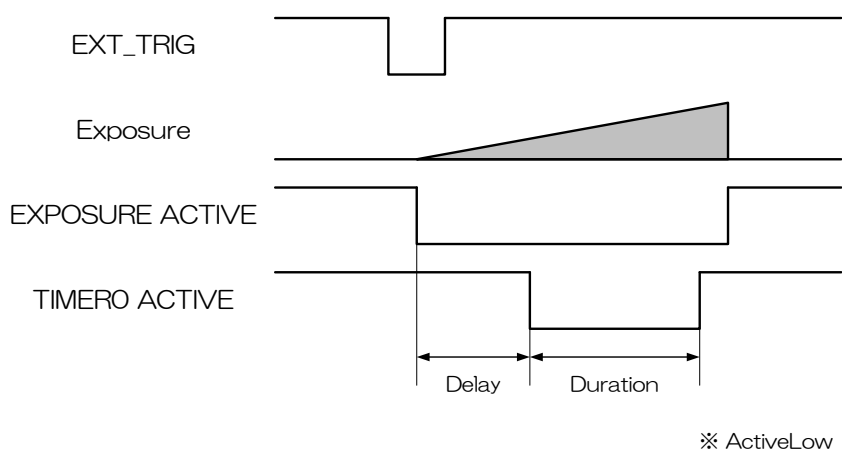 EXT_TRIG
Exposure
EXPOSURE ACTIVE
TIMER0 ACTIVE
Delay
Duration
※ ActiveLow